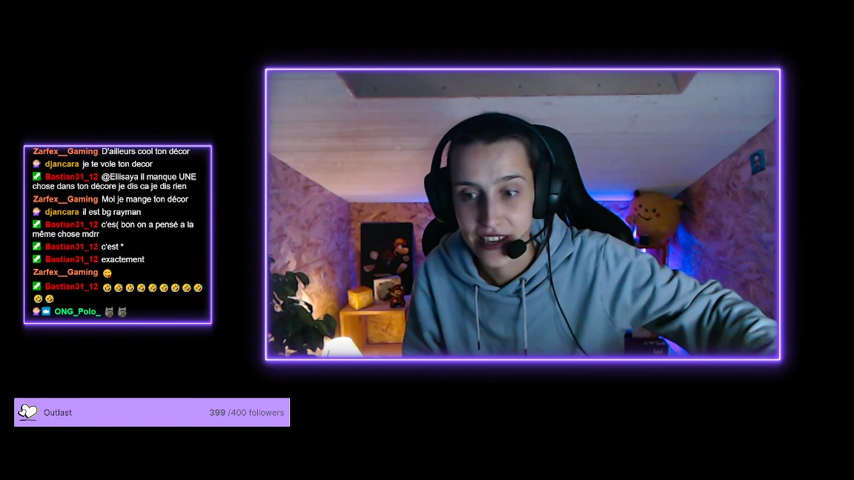 Zarfex__Gaming D'ailleurs cool ton décor
djancara je te vole ton decor
Bastian31_12 @Ellisaya il manque UNE
chose dans ton décore je dis ca je dis rien
Zarfex__Gaming Moi je mange ton décor
djancara il est bg rayman
Bastian31_12 c'es( bon on a pensé a la
même chose mdrr
Bastian31_12 c'est *
Bastian31_12 exactement
Zarfex__Gaming
Bastian31_12
ONG_Polo_
Outlast 399 /400 followers